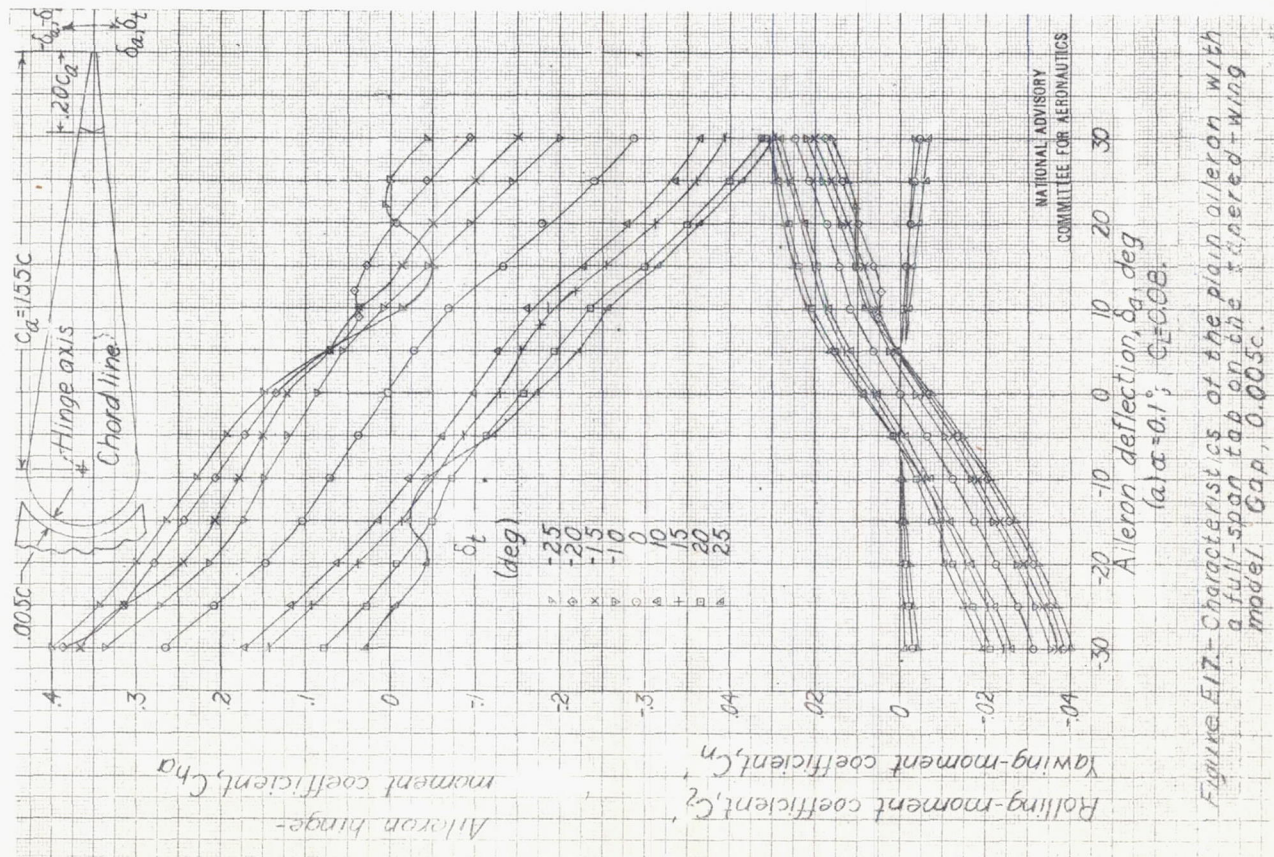 .005c
cₐ=.155c
Hinge axis
Chord line
.20cₐ
-δₐ,-δ
δₐ,δₜ
.4
.3
.2
.1
0
-.1
-.2
-.3
Aileron hinge-
moment coefficient, Chₐ
δₜ
(deg)
-25
-20
-15
-10
0
10
15
20
25
.04
.02
0
-.02
-.04
Rolling-moment coefficient, Cₗ'
Yawing-moment coefficient, Cₙ'
-30
-20
-10
0
10
20
30
Aileron deflection, δₐ, deg
(a) α=0.1°; C_L=0.08.
NATIONAL ADVISORY
COMMITTEE FOR AERONAUTICS
Figure E17.- Characteristics of the plain aileron with
a full-span tab on the tapered-wing
model. Gap, 0.005c.